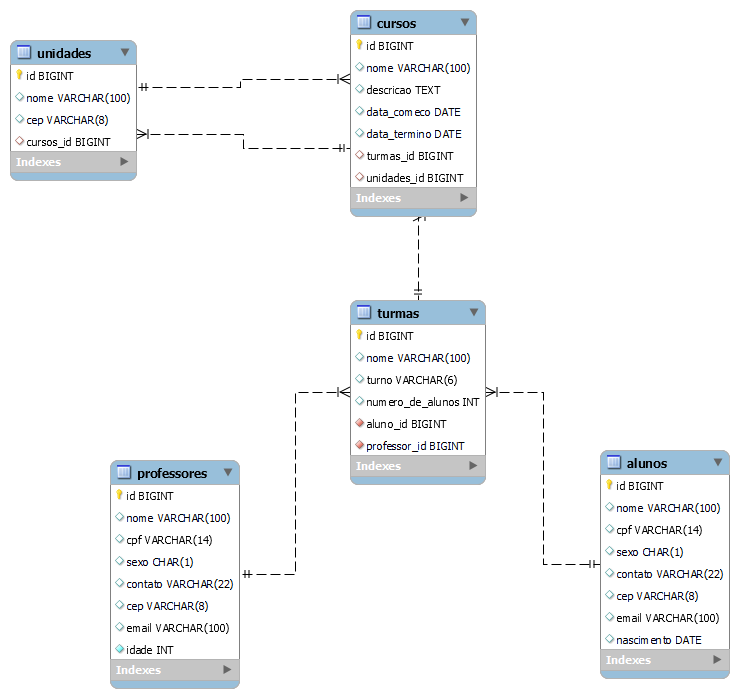 unidades
id BIGINT
nome VARCHAR(100)
cep VARCHAR(8)
cursos_id BIGINT
Indexes
cursos
id BIGINT
nome VARCHAR(100)
descricao TEXT
data_comeco DATE
data_termino DATE
turmas_id BIGINT
unidades_id BIGINT
Indexes
turmas
id BIGINT
nome VARCHAR(100)
turno VARCHAR(6)
numero_de_alunos INT
aluno_id BIGINT
professor_id BIGINT
Indexes
professores
id BIGINT
nome VARCHAR(100)
cpf VARCHAR(14)
sexo CHAR(1)
contato VARCHAR(22)
cep VARCHAR(8)
email VARCHAR(100)
idade INT
Indexes
alunos
id BIGINT
nome VARCHAR(100)
cpf VARCHAR(14)
sexo CHAR(1)
contato VARCHAR(22)
cep VARCHAR(8)
email VARCHAR(100)
nascimento DATE
Indexes